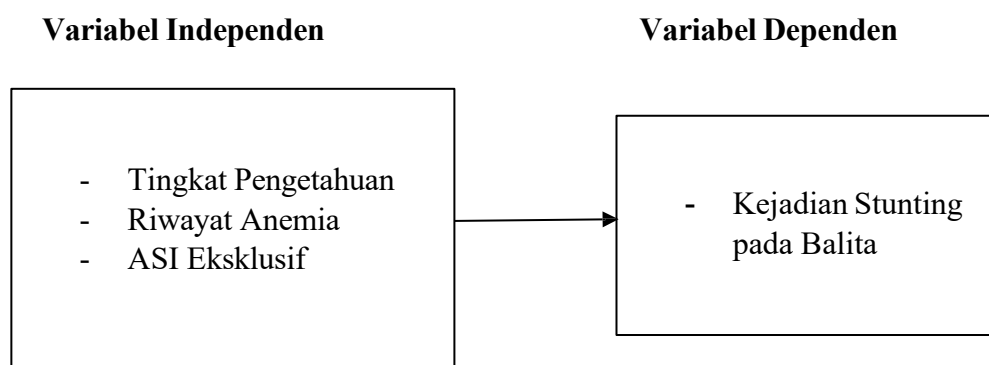 Variabel Independen
Variabel Dependen
- Tingkat Pengetahuan
- Riwayat Anemia
- ASI Eksklusif
- Kejadian Stunting
pada Balita